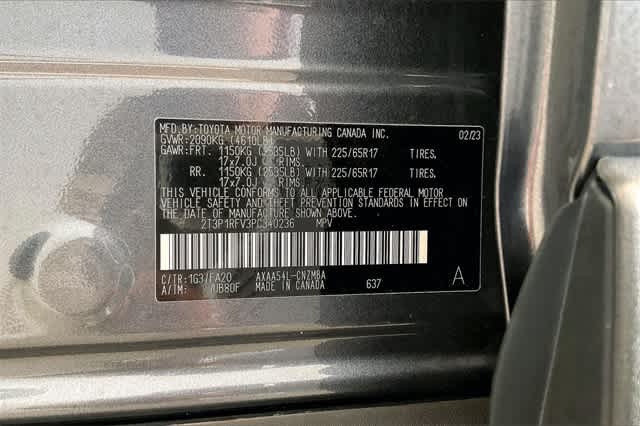 MFD.BY:TOYOTA MOTOR MANUFACTURING CANADA INC. 02/23
GVWR:2090KG (4610LB)
GAWR:FRT. 1150KG (2535LB) WITH 225/65R17 TIRES,
17x7.0J RIMS,
RR. 1150KG (2535LB) WITH 225/65R17 TIRES,
17x7.0J RIMS,
THIS VEHICLE CONFORMS TO ALL APPLICABLE FEDERAL MOTOR
VEHICLE SAFETY AND THEFT PREVENTION STANDARDS IN EFFECT
ON THE DATE OF MANUFACTURE SHOWN ABOVE.
2T3P1RFV3PC340236 MPV
C/TR:1G3/FA20 AXAA54L-CNZMBA
A/TM: /UB80F MADE IN CANADA 637 A